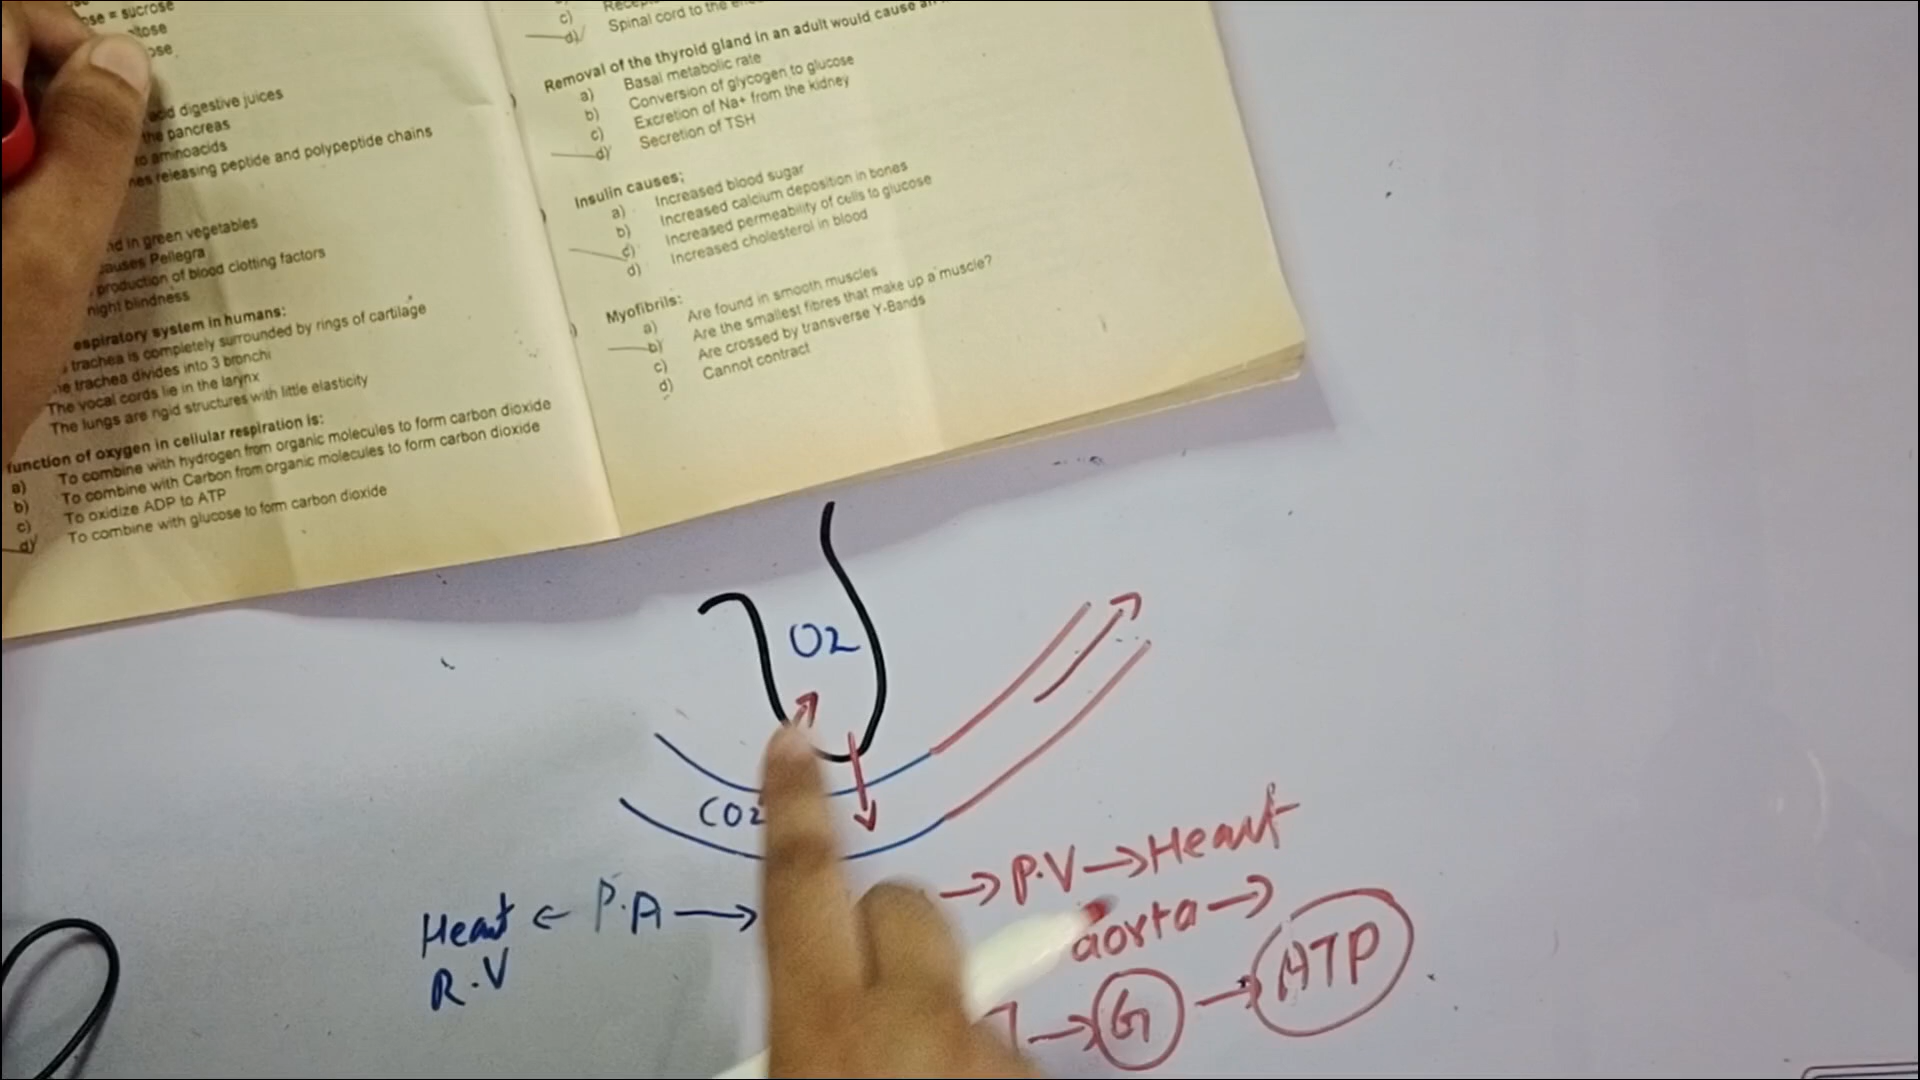 = sucrose
and digestive juices
the pancreas
to aminoacids
releasing peptide and polypeptide chains
in green vegetables
causes Pellegra
production of blood clotting factors
night blindness
espiratory system in humans:
trachea is completely surrounded by rings of cartilage
trachea divides into 3 bronchi
The vocal cords lie in the larynx
The lungs are rigid structures with little elasticity
function of oxygen in cellular respiration is:
a) To combine with hydrogen from organic molecules to form carbon dioxide
b) To combine with Carbon from organic molecules to form carbon dioxide
c) To oxidize ADP to ATP
d) To combine with glucose to form carbon dioxide
c)
d) Spinal cord to the
Removal of the thyroid gland in an adult would cause
a) Basal metabolic rate
b) Conversion of glycogen to glucose
c) Excretion of Na+ from the kidney
d) Secretion of TSH
Insulin causes;
a) Increased blood sugar
b) Increased calcium deposition in bones
c) Increased permeability of cells to glucose
d) Increased cholesterol in blood
Myofibrils:
a) Are found in smooth muscles
b) Are the smallest fibres that make up a muscle?
c) Are crossed by transverse Y-Bands
d) Cannot contract
O2
CO2
Heart ← P.A →
R.V
→ P.V → Heart
aorta →
→ G → ATP